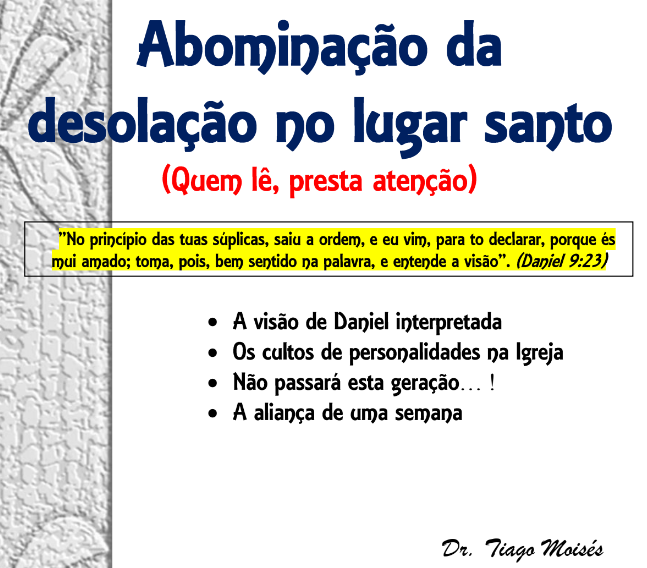 Abominação da
desolação no lugar santo
(Quem lê, presta atenção)
”No princípio das tuas súplicas, saiu a ordem, e eu vim, para to declarar, porque és
mui amado; toma, pois, bem sentido na palavra, e entende a visão”. (Daniel 9:23)
• A visão de Daniel interpretada
• Os cultos de personalidades na Igreja
• Não passará esta geração… !
• A aliança de uma semana
Dr. Tiago Moisés